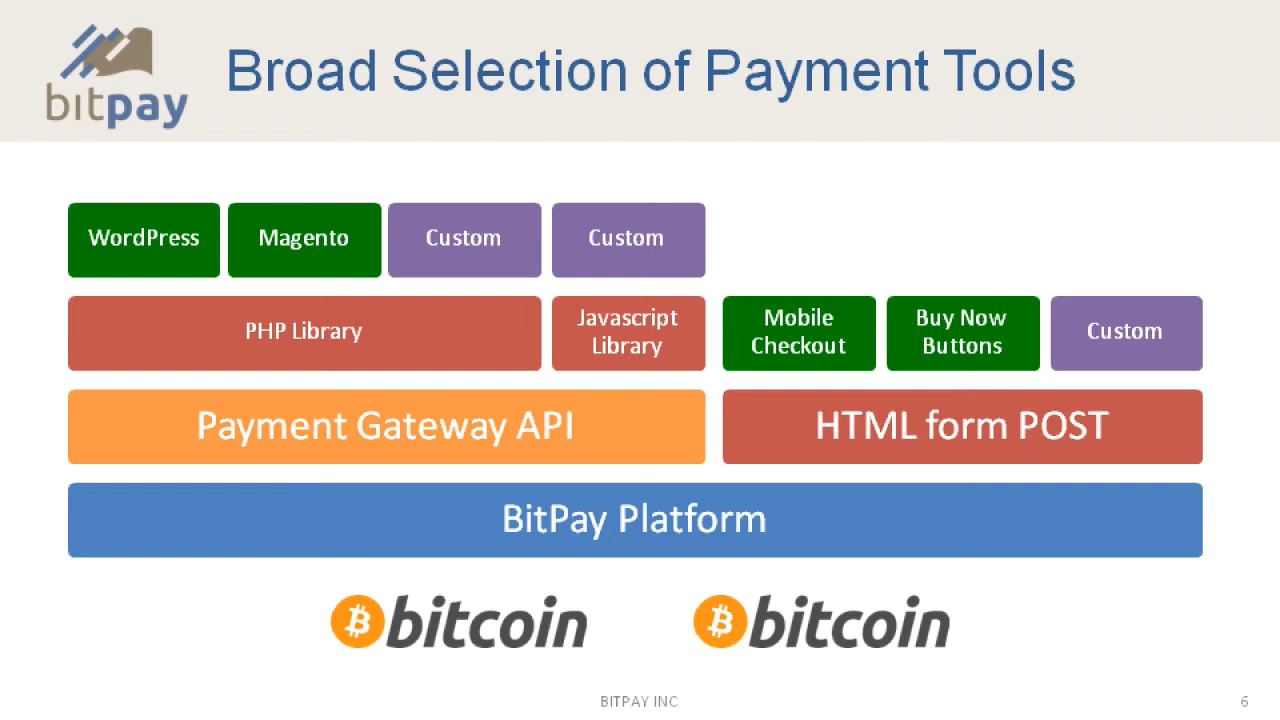 bitpay
Broad Selection of Payment Tools
WordPress
Magento
Custom
Custom
PHP Library
Javascript
Library
Mobile
Checkout
Buy Now
Buttons
Custom
Payment Gateway API
HTML form POST
BitPay Platform
bitcoin
bitcoin
BITPAY INC
6